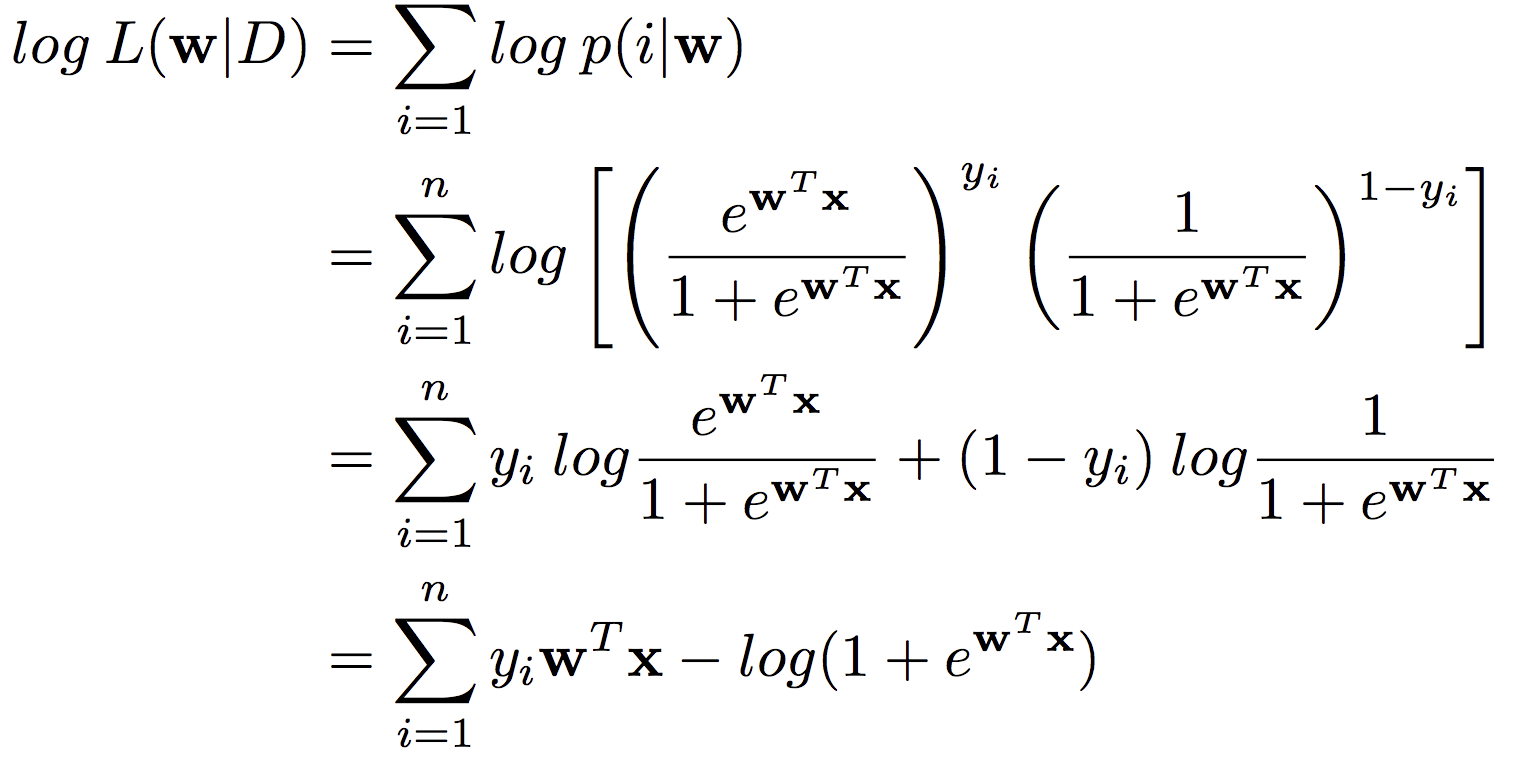 log L(𝐰|D) = ∑_{i=1} log p(i|𝐰)
= ∑_{i=1}^{n} log [ ( e^{𝐰^T 𝐱} / (1 + e^{𝐰^T 𝐱}) )^{y_i} ( 1 / (1 + e^{𝐰^T 𝐱}) )^{1−y_i} ]
= ∑_{i=1}^{n} y_i log e^{𝐰^T 𝐱} / (1 + e^{𝐰^T 𝐱}) + (1 − y_i) log 1 / (1 + e^{𝐰^T 𝐱})
= ∑_{i=1}^{n} y_i 𝐰^T 𝐱 − log(1 + e^{𝐰^T 𝐱})